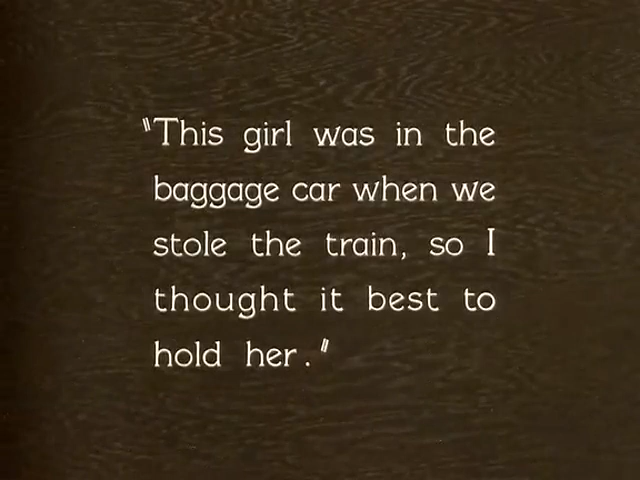 "This girl was in the
baggage car when we
stole the train, so I
thought it best to
hold her."